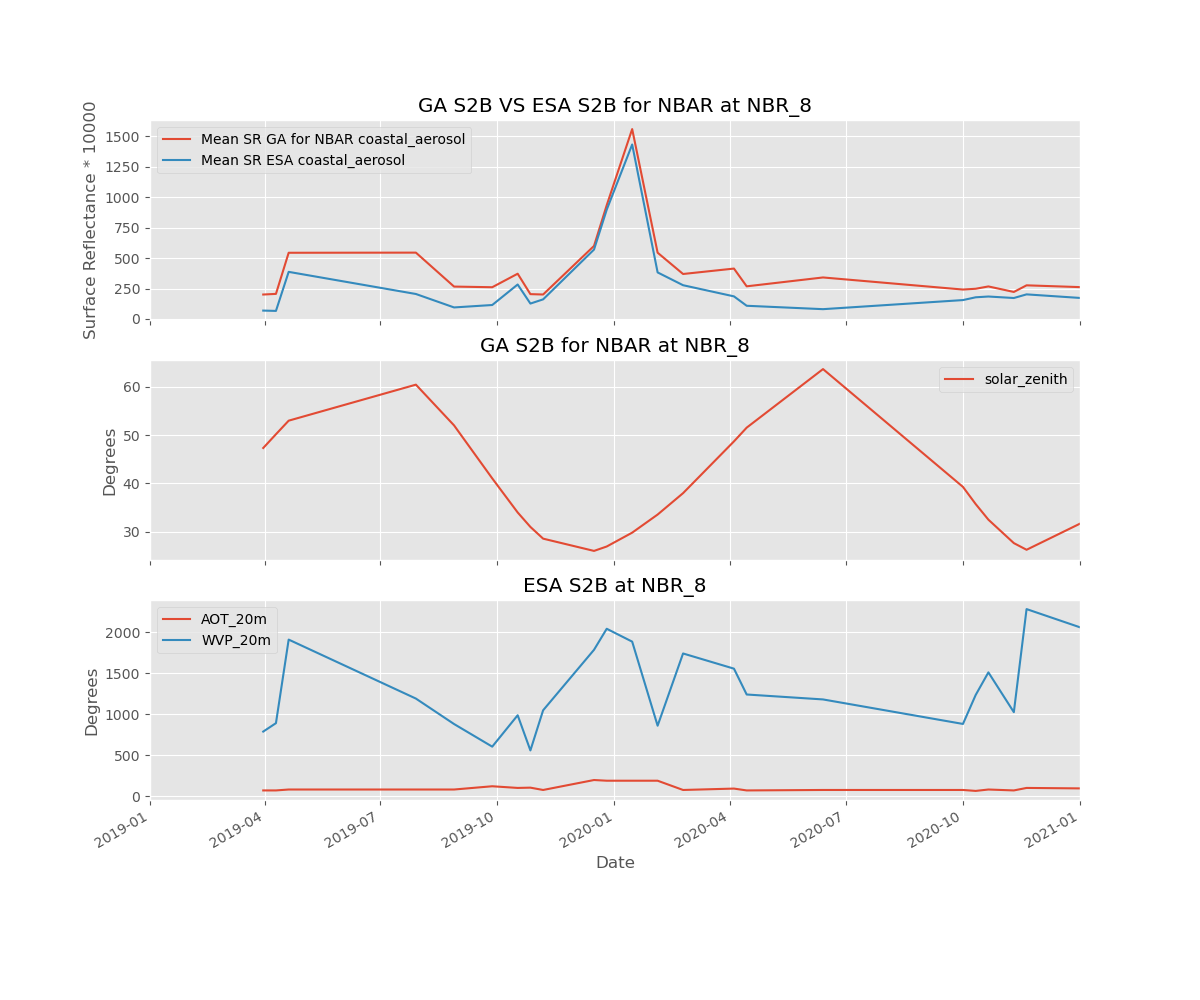 GA S2B VS ESA S2B for NBAR at NBR_8
Surface Reflectance * 10000
1500
1250
1000
750
500
250
0
Mean SR GA for NBAR coastal_aerosol
Mean SR ESA coastal_aerosol
GA S2B for NBAR at NBR_8
Degrees
60
50
40
30
solar_zenith
ESA S2B at NBR_8
Degrees
2000
1500
1000
500
0
AOT_20m
WVP_20m
2019-01
2019-04
2019-07
2019-10
2020-01
2020-04
2020-07
2020-10
2021-01
Date